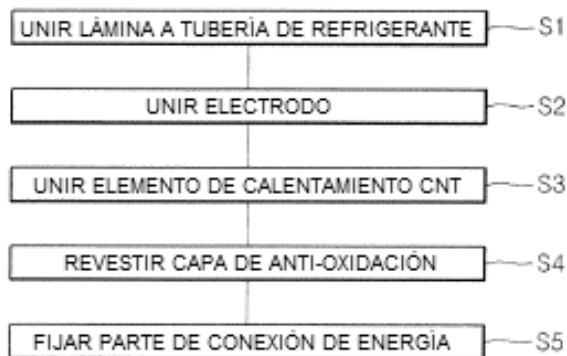 UNIR LÁMINA A TUBERÍA DE REFRIGERANTE S1
UNIR ELECTRODO S2
UNIR ELEMENTO DE CALENTAMIENTO CNT S3
REVESTIR CAPA DE ANTI-OXIDACIÓN S4
FIJAR PARTE DE CONEXIÓN DE ENERGÍA S5